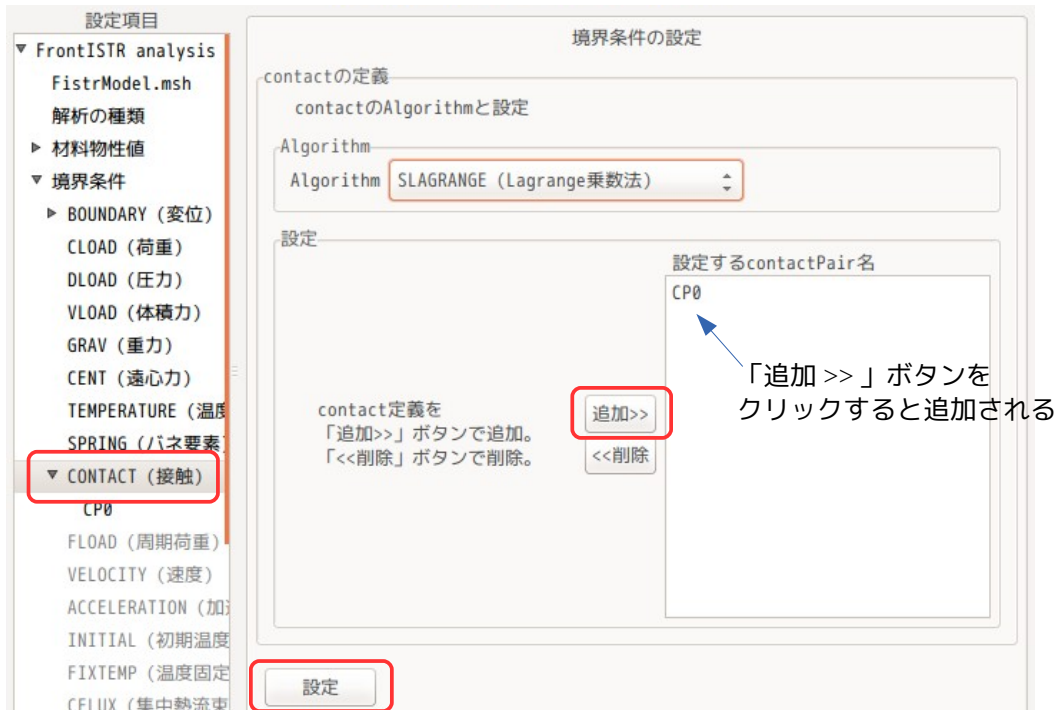 設定項目
FrontISTR analysis
FistrModel.msh
解析の種類
材料物性値
境界条件
BOUNDARY (変位)
CLOAD (荷重)
DLOAD (圧力)
VLOAD (体積力)
GRAV (重力)
CENT (遠心力)
TEMPERATURE (温度
SPRING (バネ要素)
CONTACT (接触)
CP0
FLOAD (周期荷重)
VELOCITY (速度)
ACCELERATION (加速
INITIAL (初期温度
FIXTEMP (温度固定
CFLUX (集中熱流束
境界条件の設定
contactの定義
contactのAlgorithmと設定
Algorithm
Algorithm SLAGRANGE (Lagrange乗数法)
設定
設定するcontactPair名
CP0
「追加 >> 」ボタンを
クリックすると追加される
contact定義を
「追加>>」ボタンで追加。
「<<削除」ボタンで削除。
追加>>
<<削除
設定